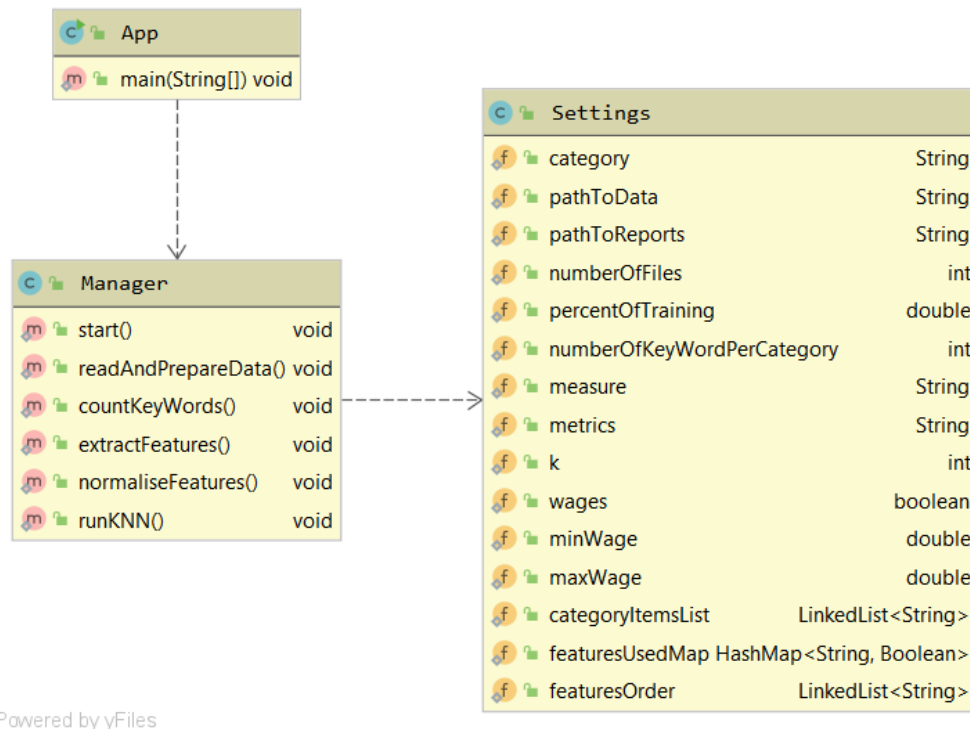 App
main(String[]) void
Manager
start() void
readAndPrepareData() void
countKeyWords() void
extractFeatures() void
normaliseFeatures() void
runKNN() void
Settings
category String
pathToData String
pathToReports String
numberOfFiles int
percentOfTraining double
numberOfKeyWordPerCategory int
measure String
metrics String
k int
wages boolean
minWage double
maxWage double
categoryItemsList LinkedList<String>
featuresUsedMap HashMap<String, Boolean>
featuresOrder LinkedList<String>
Powered by yFiles